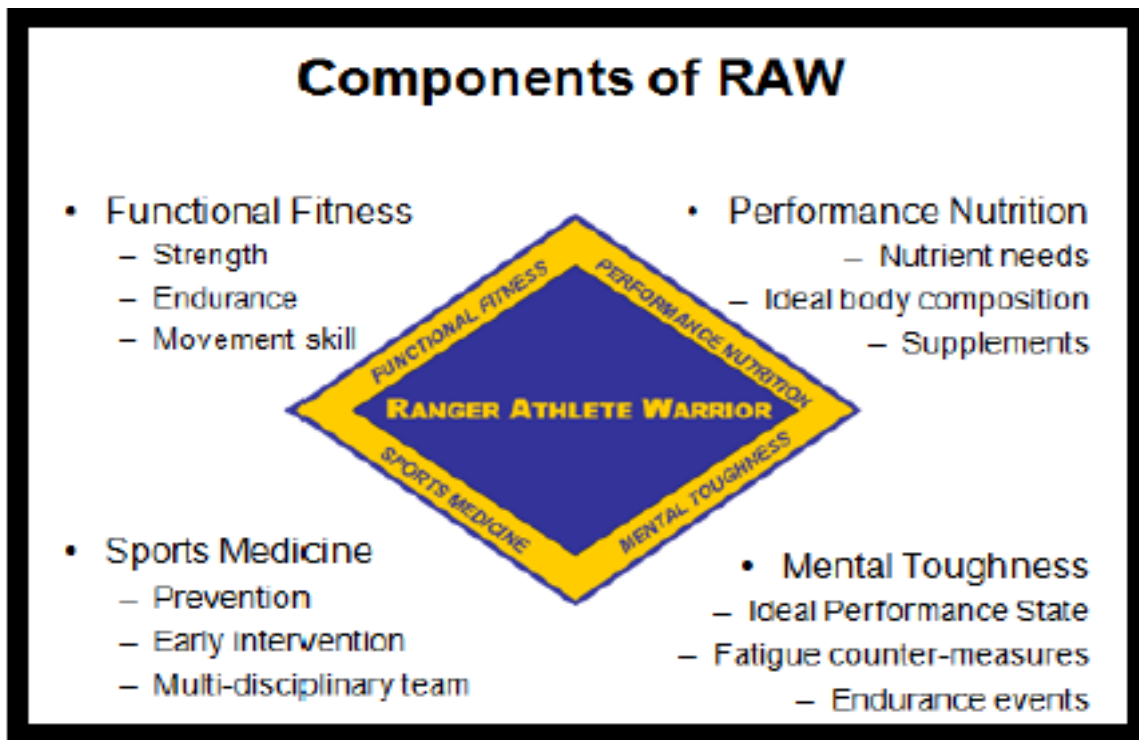 Components of RAW
• Functional Fitness
– Strength
– Endurance
– Movement skill
• Performance Nutrition
– Nutrient needs
– Ideal body composition
– Supplements
FUNCTIONAL FITNESS
PERFORMANCE NUTRITION
RANGER ATHLETE WARRIOR
SPORTS MEDICINE
MENTAL TOUGHNESS
• Sports Medicine
– Prevention
– Early Intervention
– Multi-disciplinary team
• Mental Toughness
– Ideal Performance State
– Fatigue counter-measures
– Endurance events